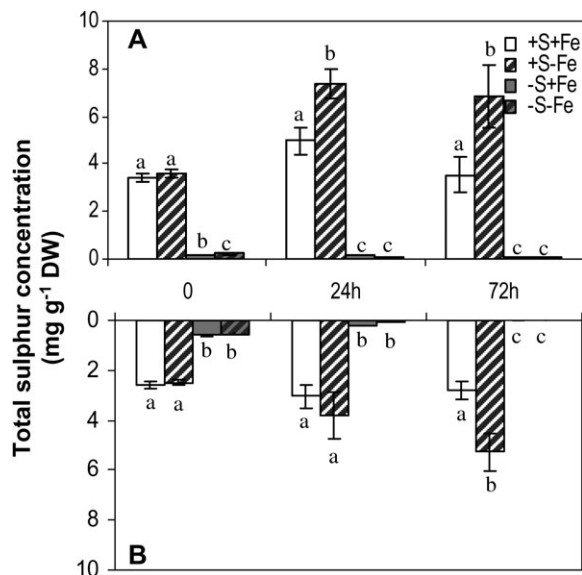 A
Total sulphur concentration
(mg g-1 DW)
+S+Fe
+S-Fe
-S+Fe
-S-Fe
10
8
6
4
2
0
a a b c
a b c c
a b c c
0 24h 72h
0
2
4
6
8
10
a a b b
a a b b
a b c c
B